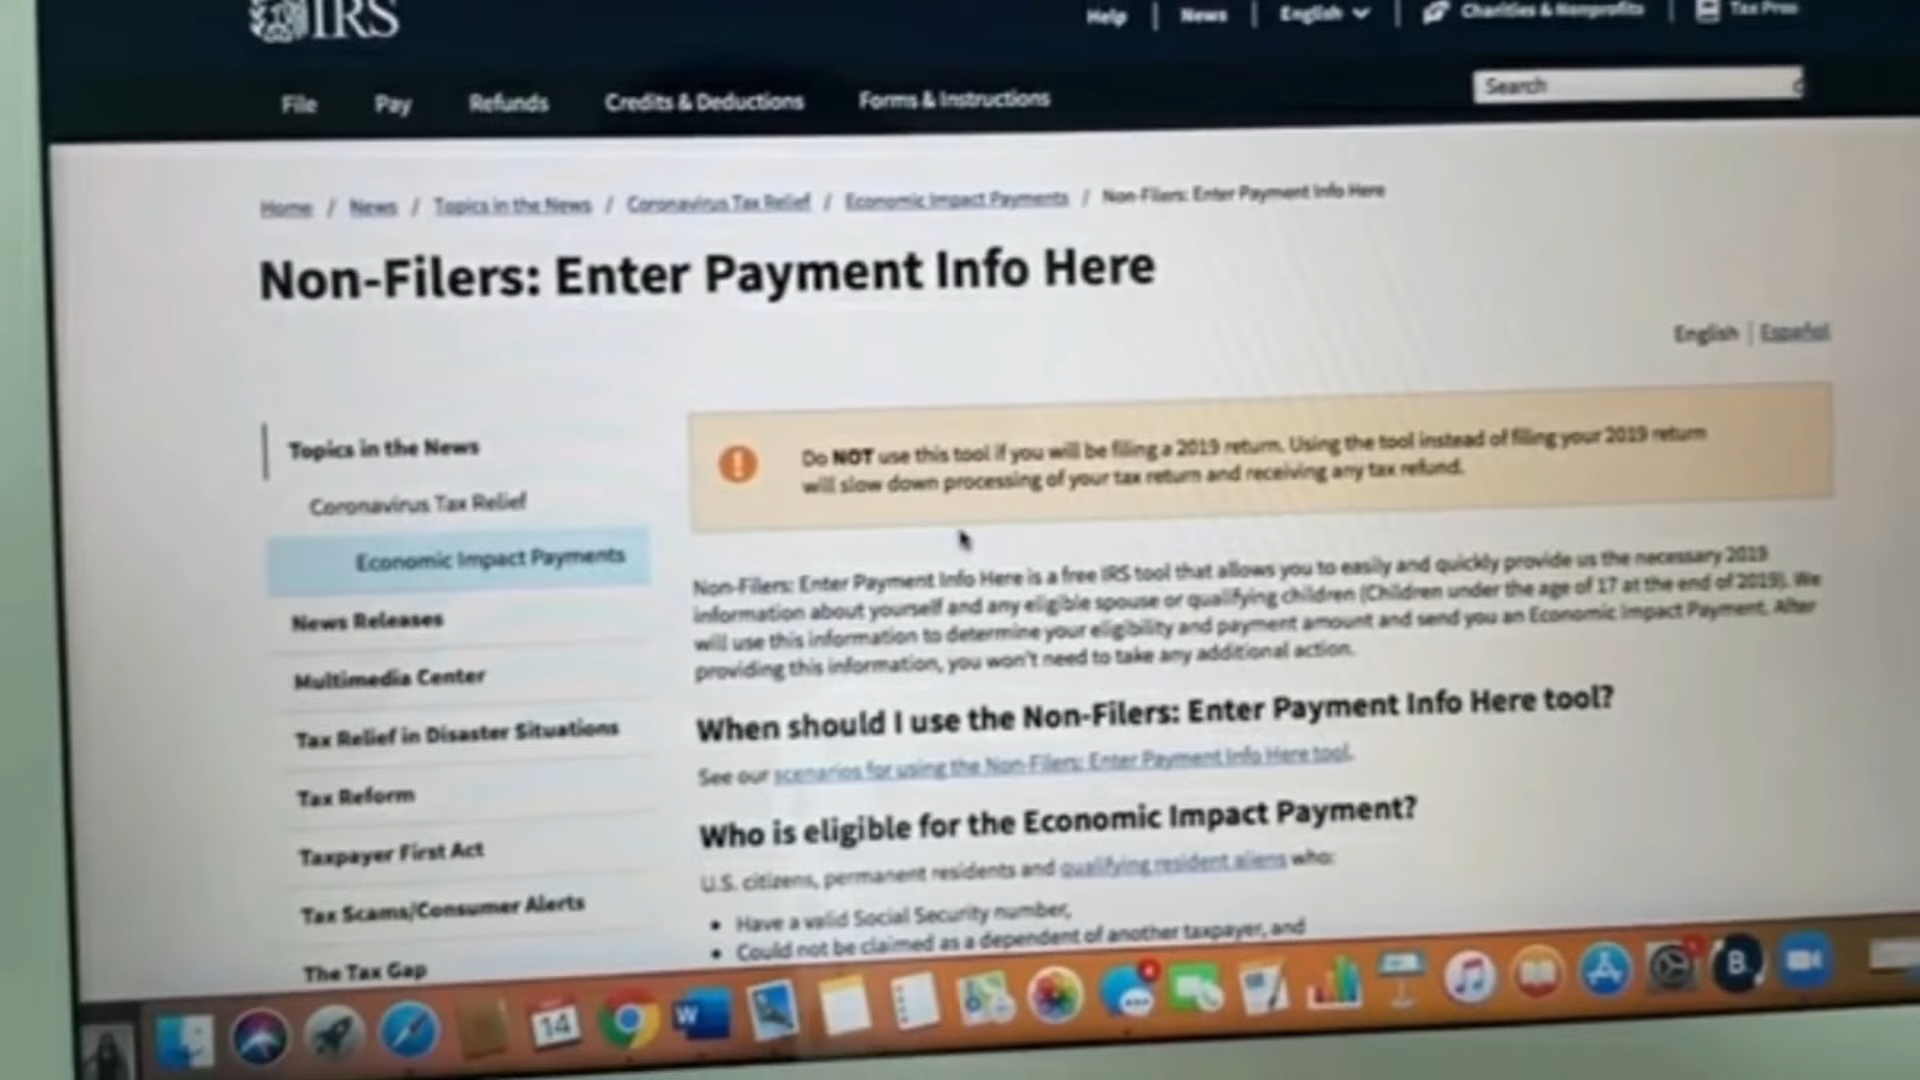 IRS
Help
News
English
Charities & Nonprofits
Tax Pros
File
Pay
Refunds
Credits & Deductions
Forms & Instructions
Search
Home / News / Topics in the News / Coronavirus Tax Relief / Economic Impact Payments / Non-Filers: Enter Payment Info Here
Non-Filers: Enter Payment Info Here
English | Español
Topics in the News
Coronavirus Tax Relief
Economic Impact Payments
News Releases
Multimedia Center
Tax Relief in Disaster Situations
Tax Reform
Taxpayer First Act
Tax Scams/Consumer Alerts
The Tax Gap
Do NOT use this tool if you will be filing a 2019 return. Using the tool instead of filing your 2019 return
will slow down processing of your tax return and receiving any tax refund.
Non-Filers: Enter Payment Info Here is a free IRS tool that allows you to easily and quickly provide us the necessary 2019
information about yourself and any eligible spouse or qualifying children (Children under the age of 17 at the end of 2019). We
will use this information to determine your eligibility and payment amount and send you an Economic Impact Payment. After
providing this information, you won't need to take any additional action.
When should I use the Non-Filers: Enter Payment Info Here tool?
See our scenarios for using the Non-Filers: Enter Payment Info Here tool.
Who is eligible for the Economic Impact Payment?
U.S. citizens, permanent residents and qualifying resident aliens who:
• Have a valid Social Security number,
• Could not be claimed as a dependent of another taxpayer, and
14
W
B